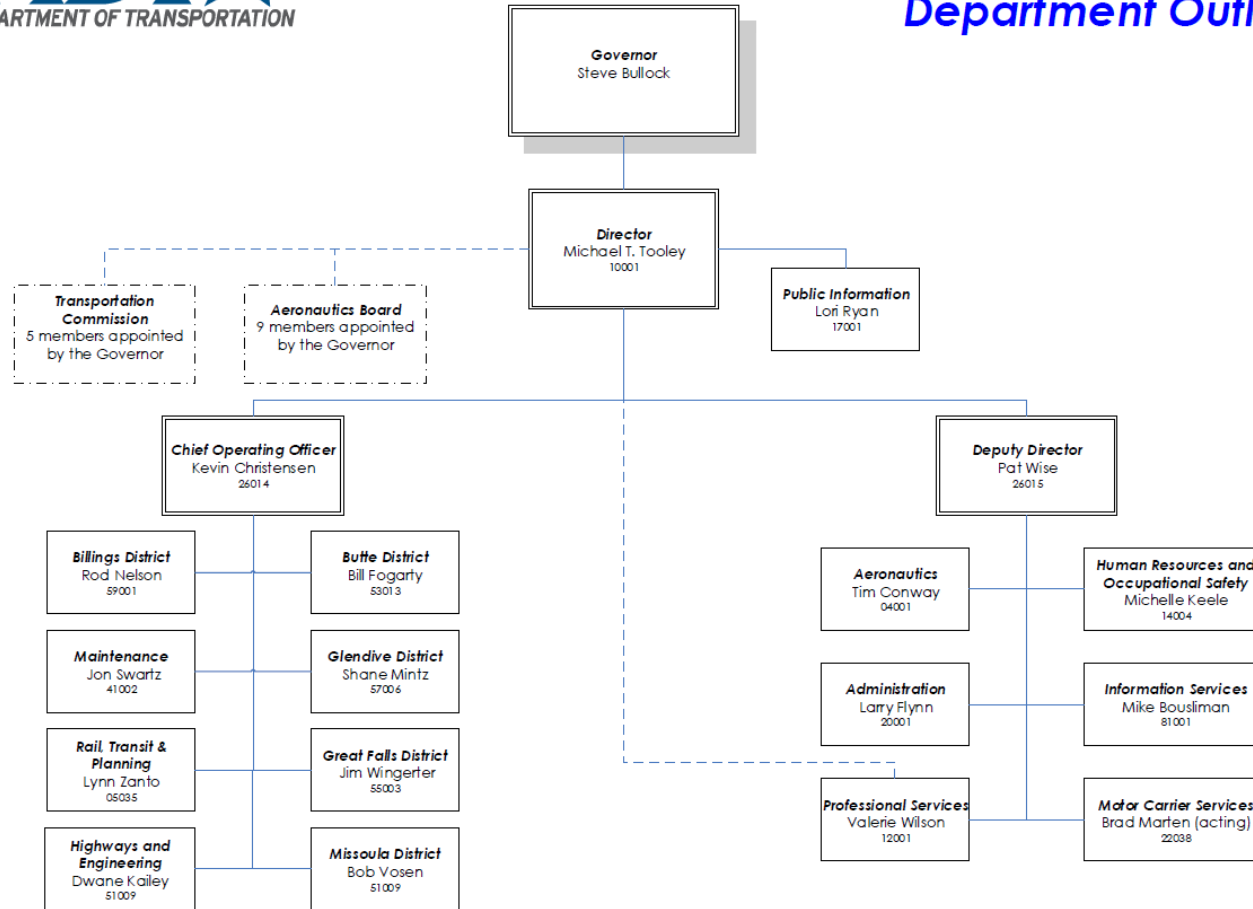 ARTMENT OF TRANSPORTATION
Department
Governor
Steve Bullock
Director
Michael T. Tooley
10001
Public Information
Lori Ryan
17001
Transportation
Commission
5 members appointed
by the Governor
Aeronautics Board
9 members appointed
by the Governor
Chief Operating Officer
Kevin Christensen
26014
Deputy Director
Pat Wise
26015
Billings District
Rod Nelson
59001
Butte District
Bill Fogarty
53013
Maintenance
Jon Swartz
41002
Glendive District
Shane Mintz
57006
Rail, Transit &
Planning
Lynn Zanto
05035
Great Falls District
Jim Wingerter
55003
Highways and
Engineering
Dwane Kailey
51009
Missoula District
Bob Vosen
51009
Aeronautics
Tim Conway
04001
Human Resources and
Occupational Safety
Michelle Keele
14004
Administration
Larry Flynn
20001
Information Services
Mike Bousliman
81001
Professional Services
Valerie Wilson
12001
Motor Carrier Services
Brad Marten (acting)
22038